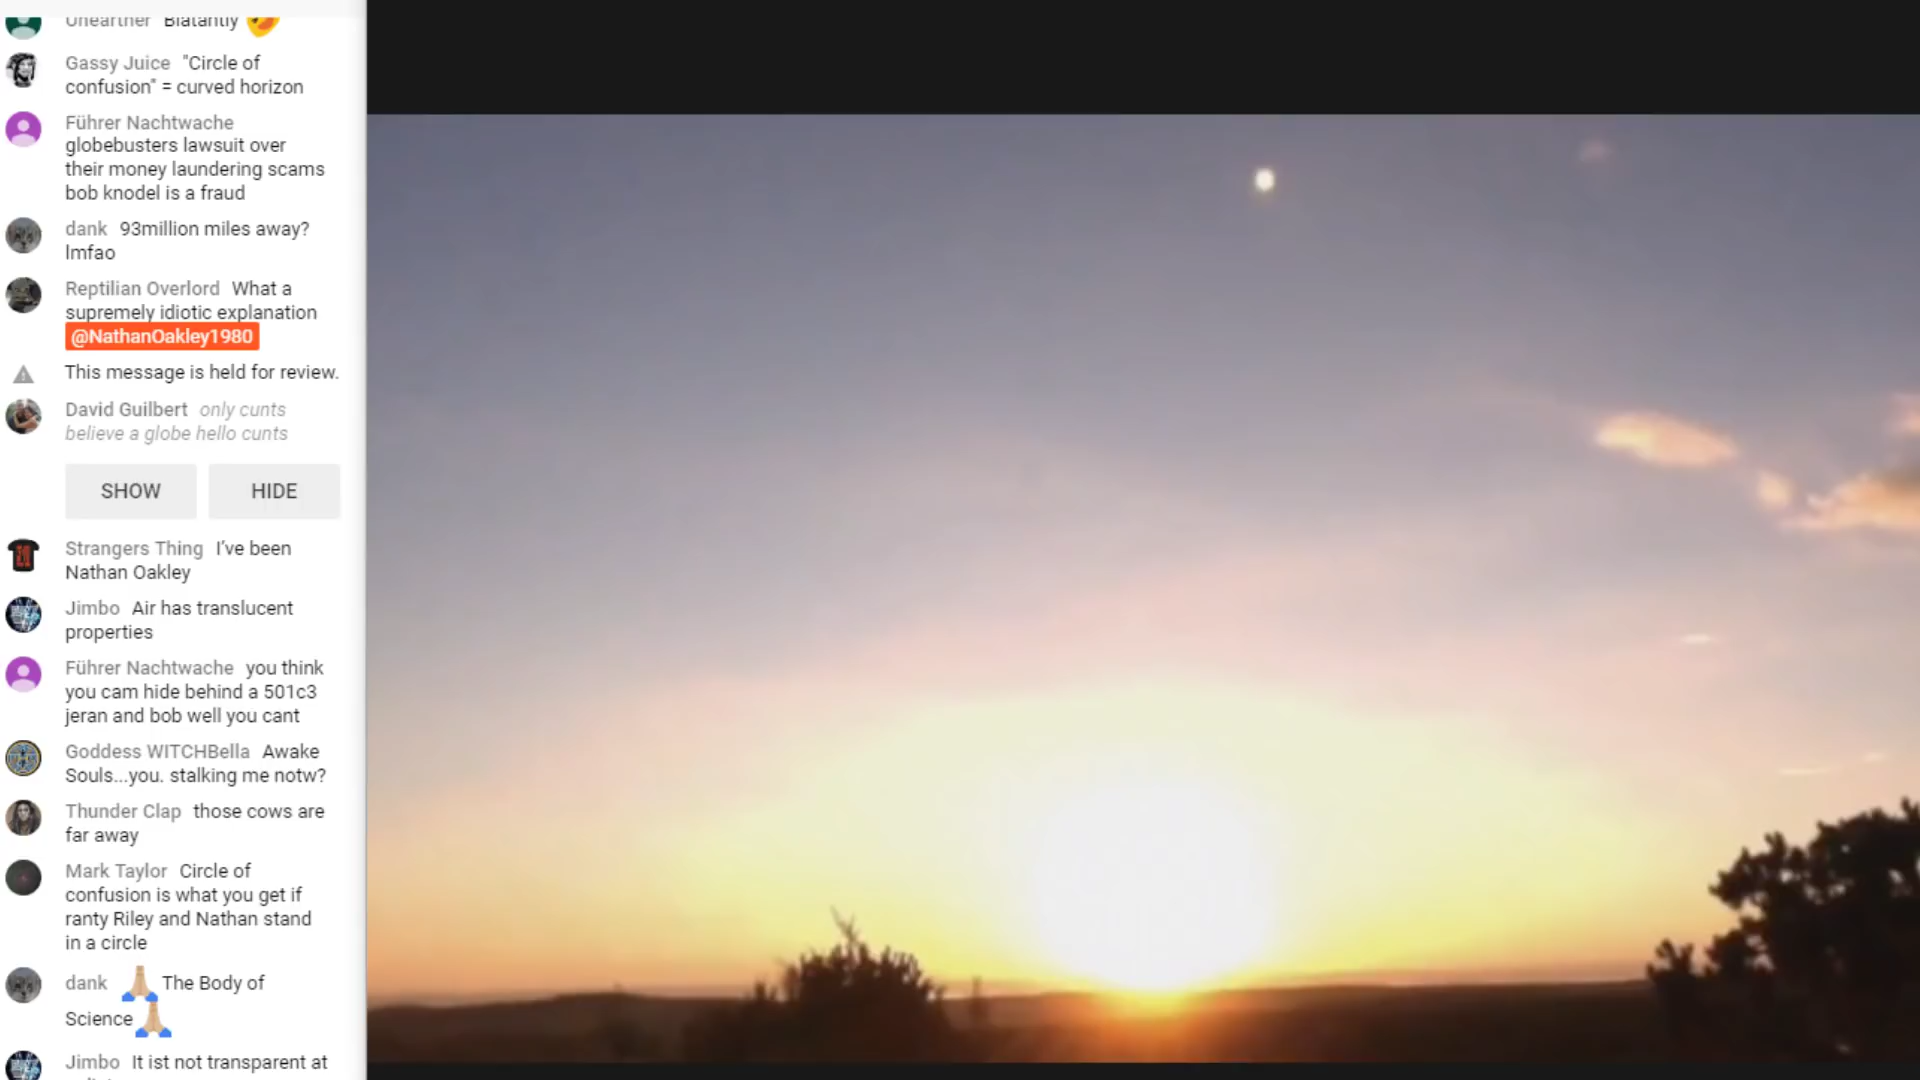 Unearther Blatantly
Gassy Juice "Circle of
confusion" = curved horizon
Führer Nachtwache
globebusters lawsuit over
their money laundering scams
bob knodel is a fraud
dank 93million miles away?
lmfao
Reptilian Overlord What a
supremely idiotic explanation
@NathanOakley1980
This message is held for review.
David Guilbert only cunts
believe a globe hello cunts
SHOW HIDE
Strangers Thing I've been
Nathan Oakley
Jimbo Air has translucent
properties
Führer Nachtwache you think
you cam hide behind a 501c3
jeran and bob well you cant
Goddess WITCHBella Awake
Souls...you. stalking me notw?
Thunder Clap those cows are
far away
Mark Taylor Circle of
confusion is what you get if
ranty Riley and Nathan stand
in a circle
dank The Body of
Science
Jimbo It ist not transparent at